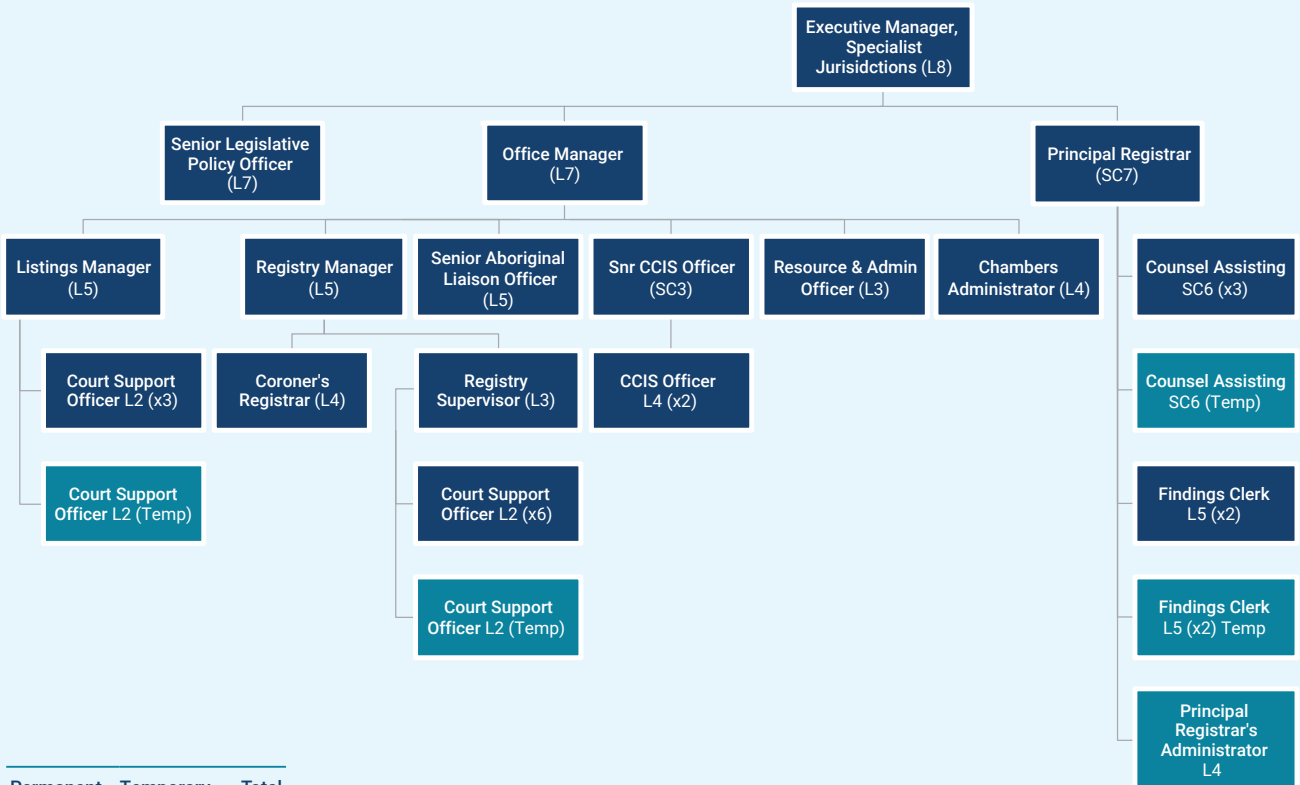 Executive Manager,
Specialist
Jurisidctions (L8)
Senior Legislative
Policy Officer
(L7)
Office Manager
(L7)
Principal Registrar
(SC7)
Listings Manager
(L5)
Registry Manager
(L5)
Senior Aboriginal
Liaison Officer
(L5)
Snr CCIS Officer
(SC3)
Resource & Admin
Officer (L3)
Chambers
Administrator (L4)
Counsel Assisting
SC6 (x3)
Court Support
Officer L2 (x3)
Coroner's
Registrar (L4)
Registry
Supervisor (L3)
CCIS Officer
L4 (x2)
Counsel Assisting
SC6 (Temp)
Court Support
Officer L2 (Temp)
Court Support
Officer L2 (x6)
Findings Clerk
L5 (x2)
Court Support
Officer L2 (Temp)
Findings Clerk
L5 (x2) Temp
Principal
Registrar's
Administrator
L4
Permanent Temporary Total